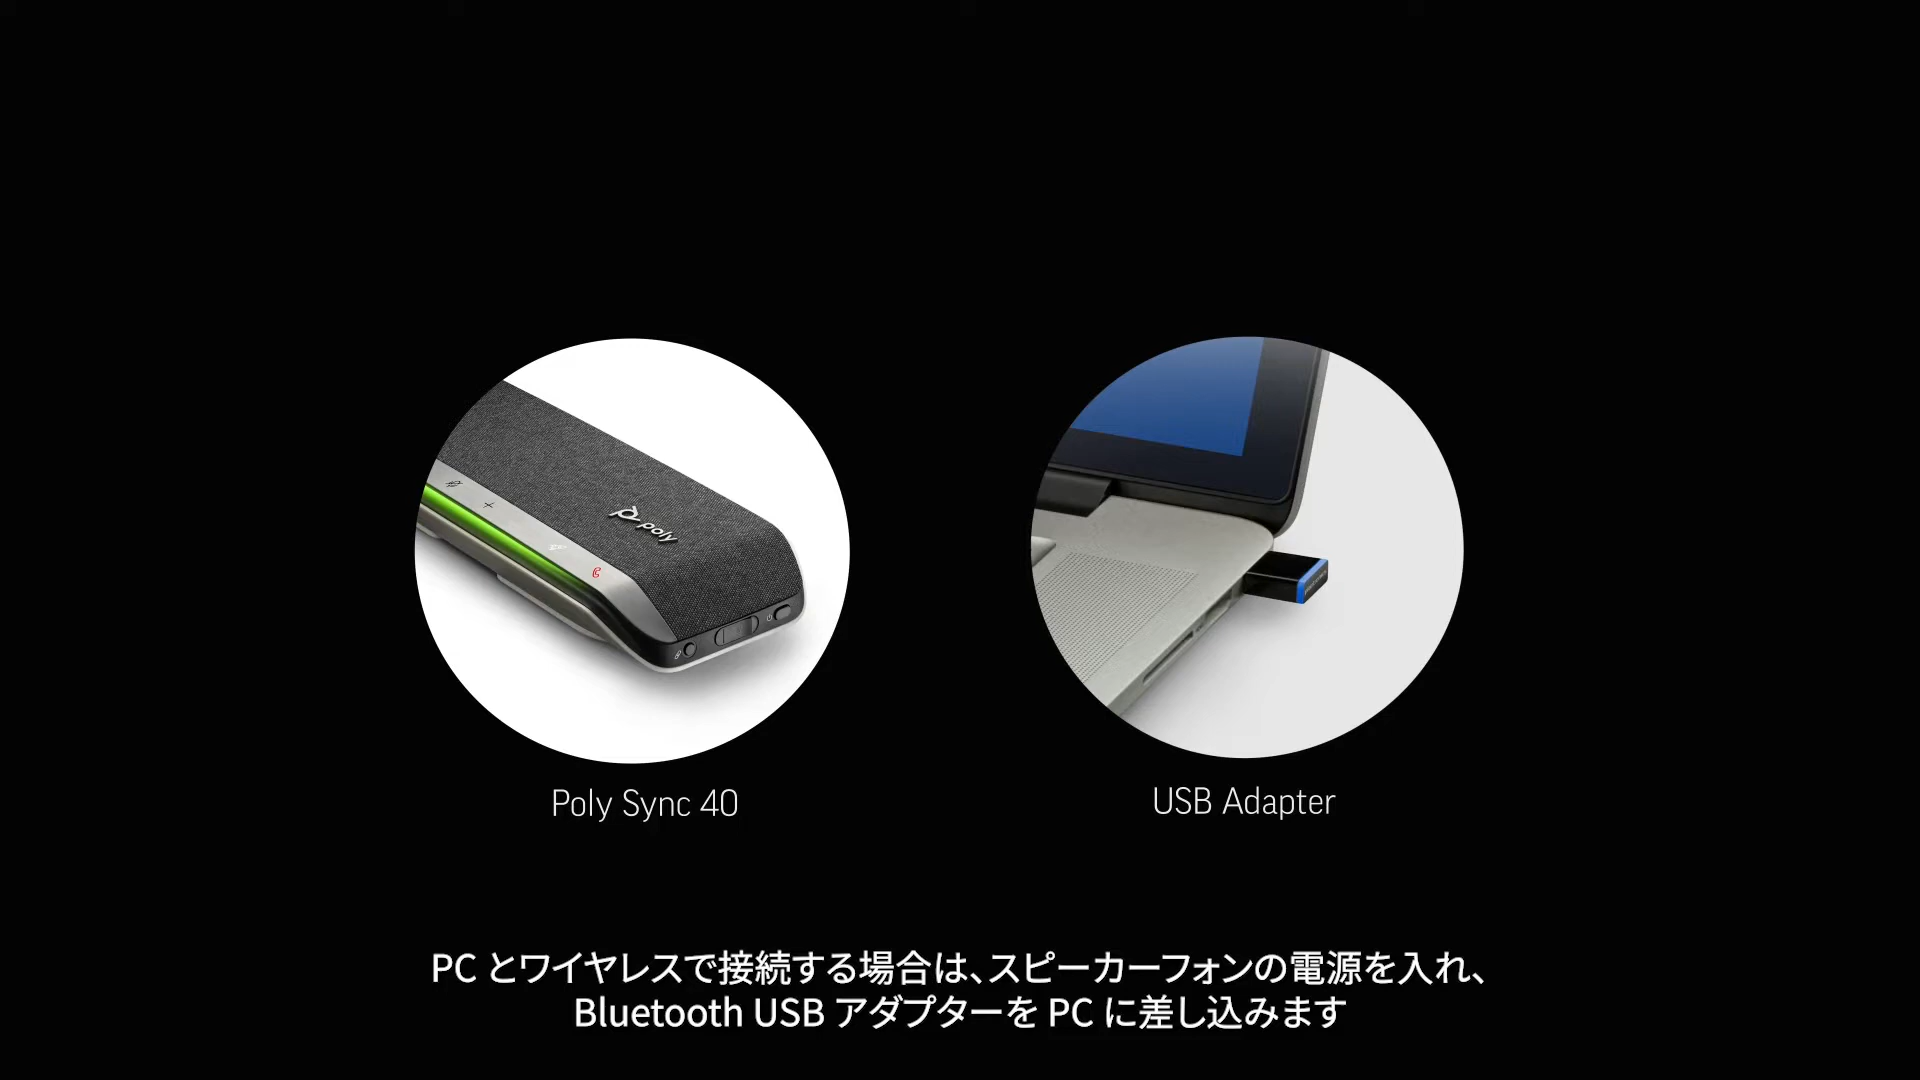 poly
Poly Sync 40
USB Adapter
PC とワイヤレスで接続する場合は、スピーカーフォンの電源を入れ、
Bluetooth USB アダプターを PC に差し込みます